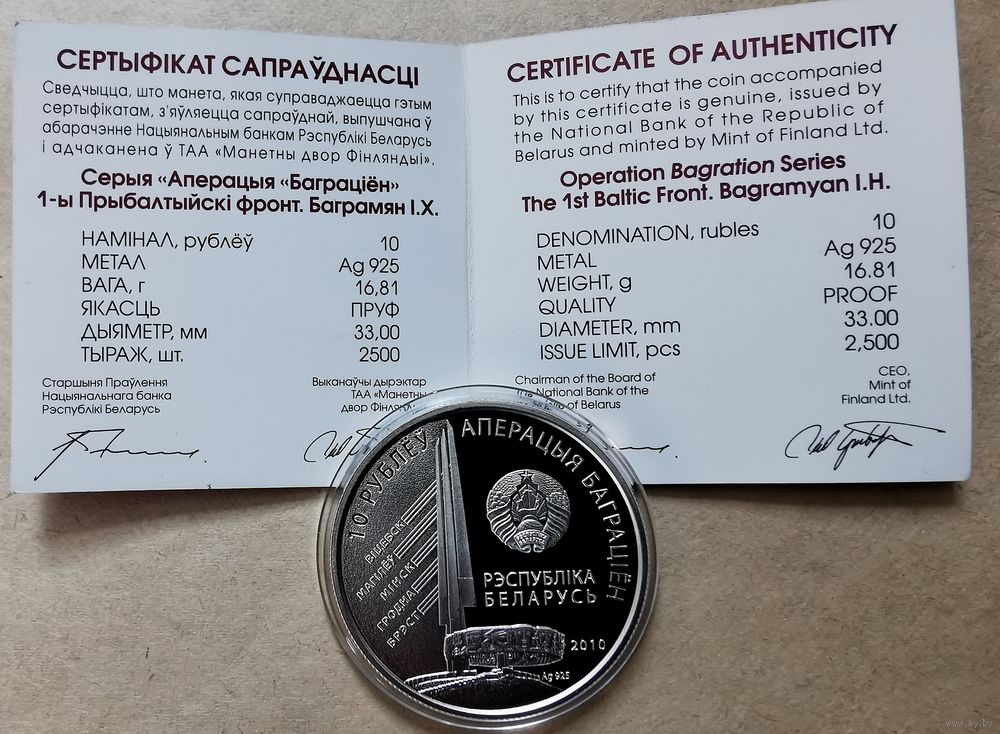 СЕРТЫФІКАТ САПРАЎДНАСЦІ
Сведчыцца, што манета, якая суправаджаецца гэтым
сертыфікатам, з'яўляецца сапраўднай, выпушчана ў
абарачэнне Нацыянальным банкам Рэспублікі Беларусь
і адчаканена ў ТАА «Манетны двор Фінляндыі».
Серыя «Аперацыя «Баграціён»
1-ы Прыбалтыйскі фронт. Баграмян І.Х.
НАМІНАЛ, рублёў 10
МЕТАЛ Ag 925
ВАГА, г 16,81
ЯКАСЦЬ ПРУФ
ДЫЯМЕТР, мм 33,00
ТЫРАЖ, шт. 2500
Старшыня Праўлення
Нацыянальнага банка
Рэспублікі Беларусь
Выканаўчы дырэктар
ТАА «Манетны
двор Фінлянд
CERTIFICATE OF AUTHENTICITY
This is to certify that the coin accompanied
by this certificate is genuine, issued by
the National Bank of the Republic of
Belarus and minted by Mint of Finland Ltd.
Operation Bagration Series
The 1st Baltic Front. Bagramyan I.H.
DENOMINATION, rubles 10
METAL Ag 925
WEIGHT, g 16.81
QUALITY PROOF
DIAMETER, mm 33.00
ISSUE LIMIT, pcs 2,500
Chairman of the Board of
the National Bank of the
of Belarus
CEO,
Mint of
Finland Ltd.
10 РУБЛЁЎ
АПЕРАЦЫЯ БАГРАЦІЁН
ВІЦЕБСК
МАГІЛЁЎ
МІНСК
ГРОДНА
БРЭСТ
РЭСПУБЛІКА
БЕЛАРУСЬ
2010
Ag 925
www.ay.by